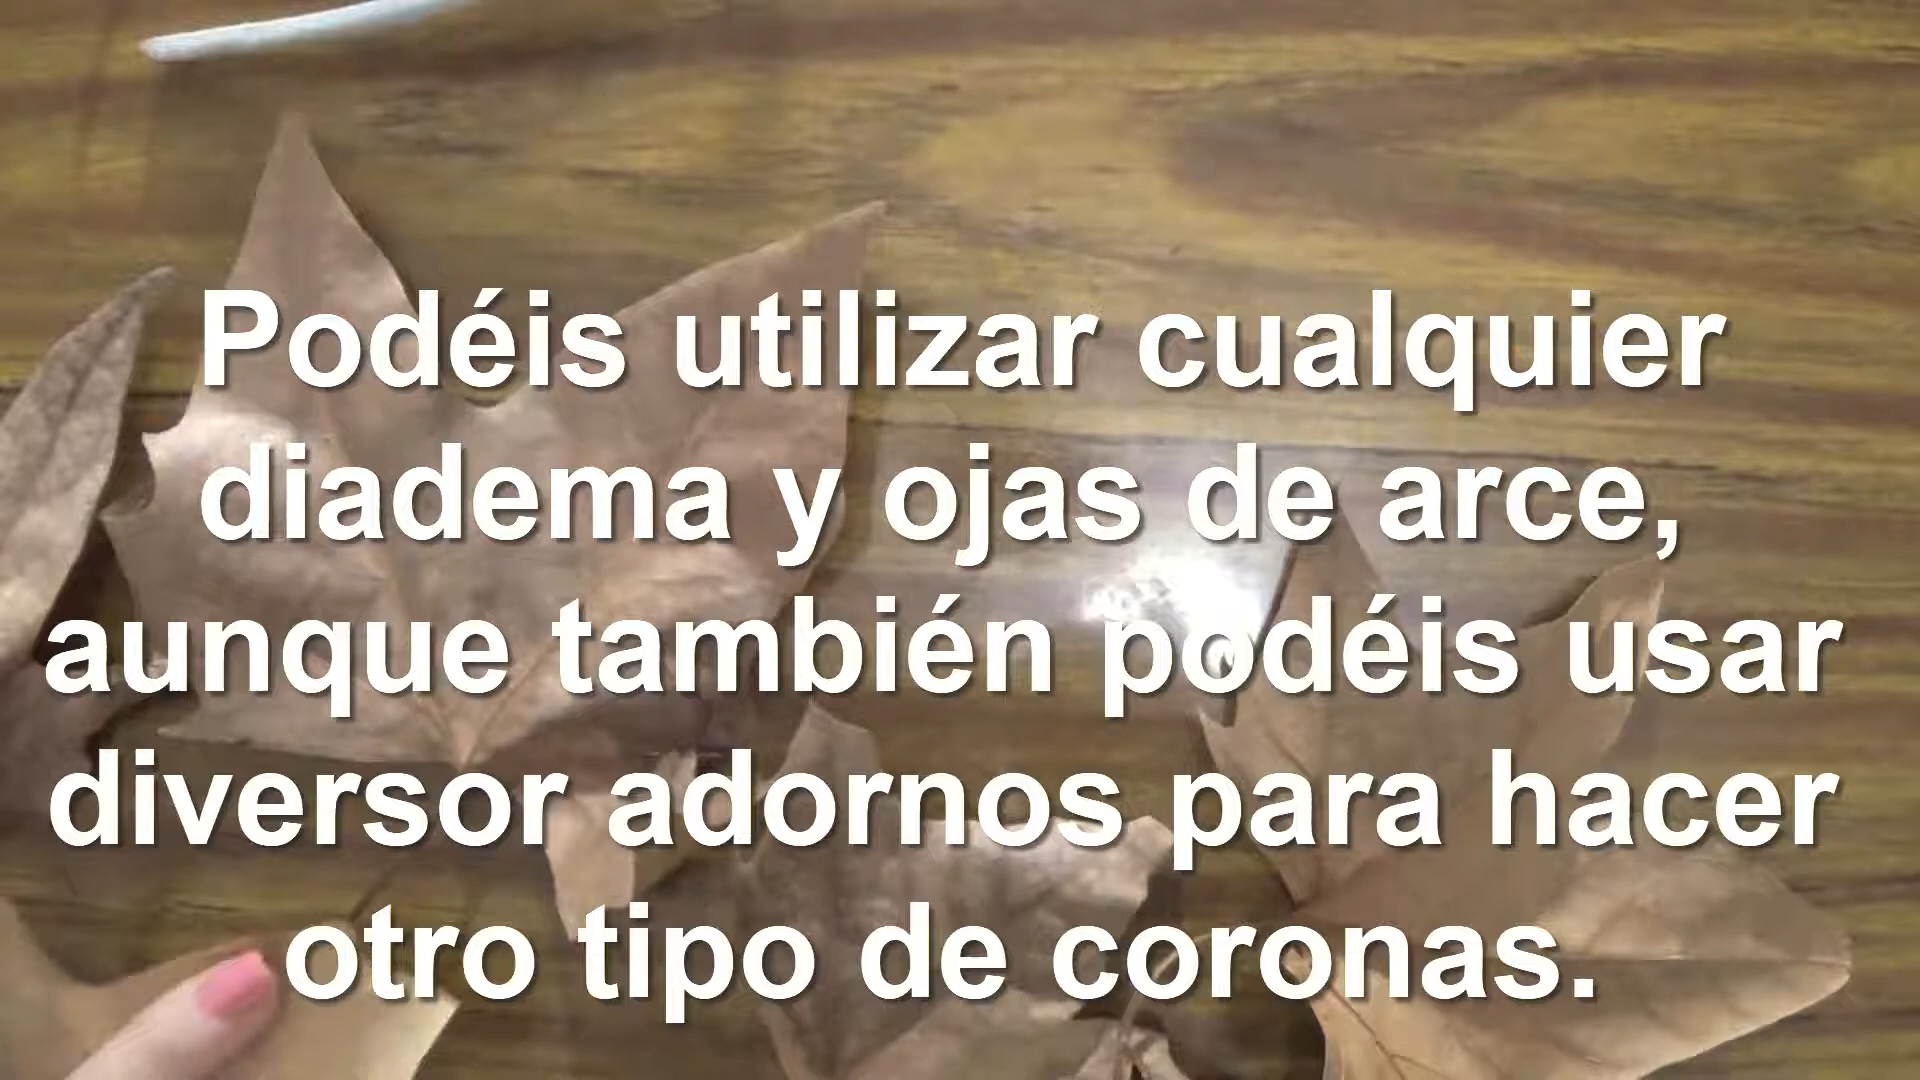 Podéis utilizar cualquier
diadema y ojas de arce,
aunque también podéis usar
diversor adornos para hacer
otro tipo de coronas.